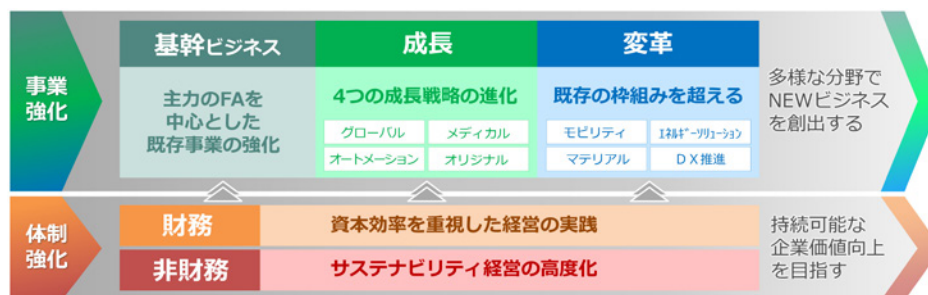 事業
強化
基幹ビジネス
主力のFAを
中心とした
既存事業の強化
成長
4つの成長戦略の進化
グローバル
メディカル
オートメーション
オリジナル
変革
既存の枠組みを超える
モビリティ
ｴﾈﾙｷﾞｰｿﾘｭｰｼｮﾝ
マテリアル
ＤＸ推進
多様な分野で
NEWビジネス
を創出する
体制
強化
財務
資本効率を重視した経営の実践
非財務
サステナビリティ経営の高度化
持続可能な
企業価値向上
を目指す